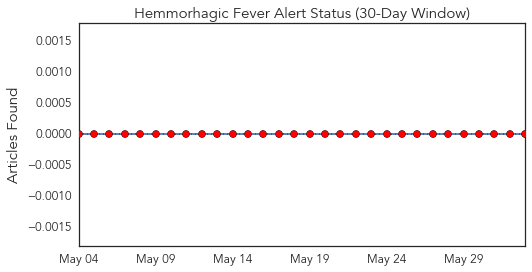 Hemmorhagic Fever Alert Status (30-Day Window)
Articles Found
0.0015
0.0010
0.0005
0.0000
−0.0005
−0.0010
−0.0015
May 04 May 09 May 14 May 19 May 24 May 29